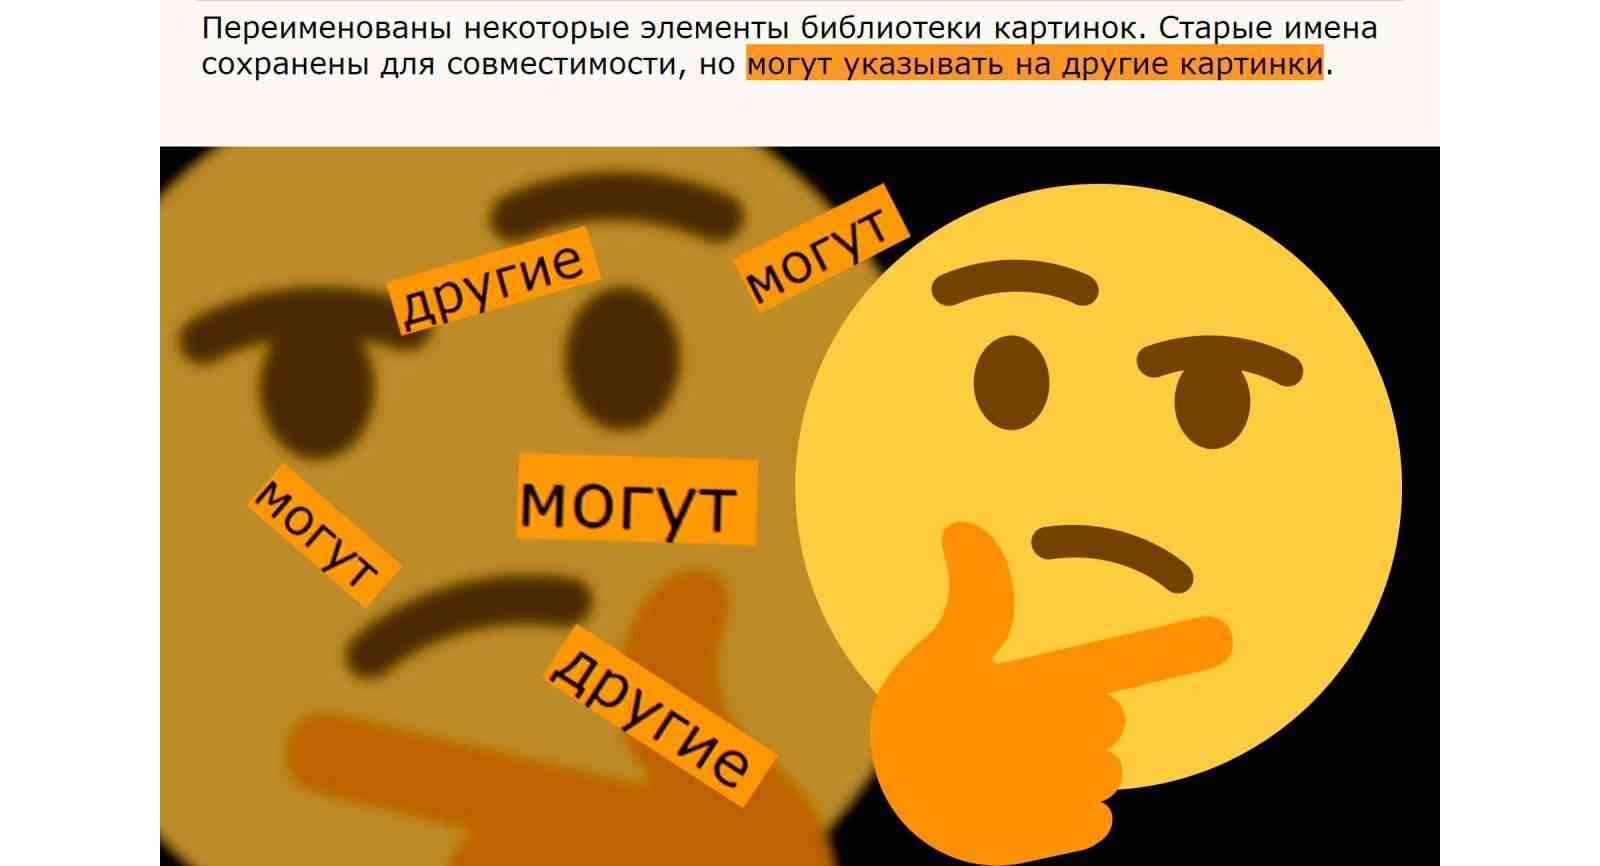 Переименованы некоторые элементы библиотеки картинок. Старые имена
сохранены для совместимости, но могут указывать на другие картинки.
могут
другие
могут
могут
другие